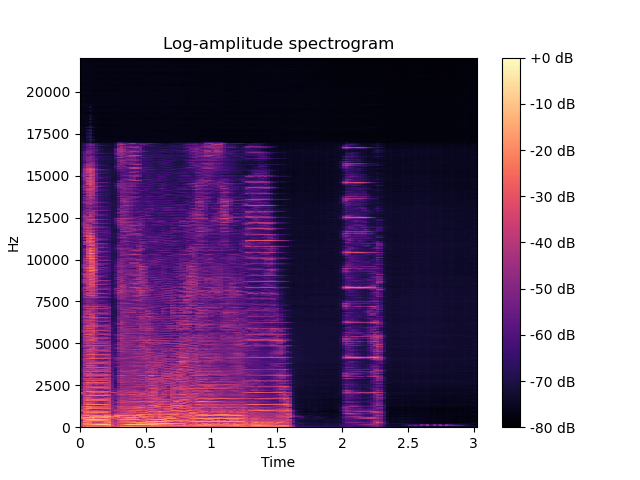 Log-amplitude spectrogram
20000
17500
15000
12500
10000
7500
5000
2500
0
Hz
0 0.5 1 1.5 2 2.5 3
Time
+0 dB
-10 dB
-20 dB
-30 dB
-40 dB
-50 dB
-60 dB
-70 dB
-80 dB